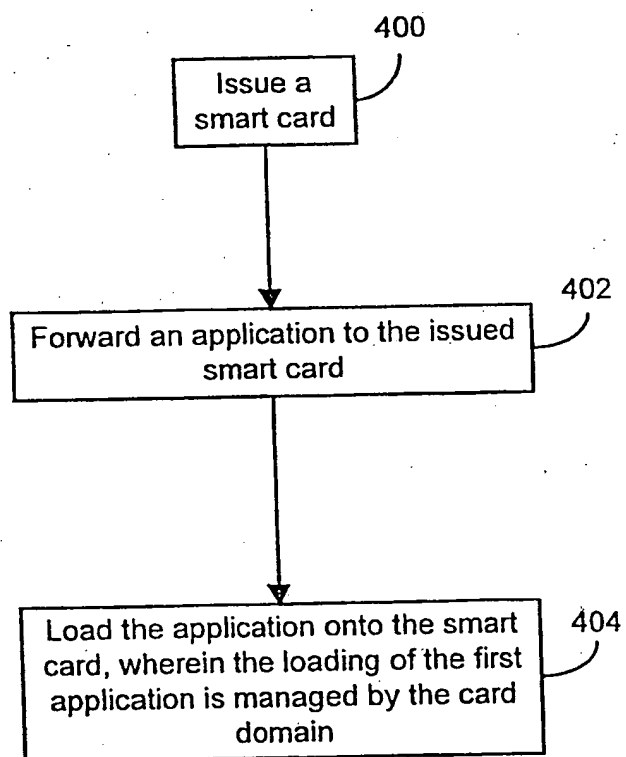 400
Issue a
smart card
402
Forward an application to the issued
smart card
Load the application onto the smart
404
card, wherein the loading of the first
application is managed by the card
domain